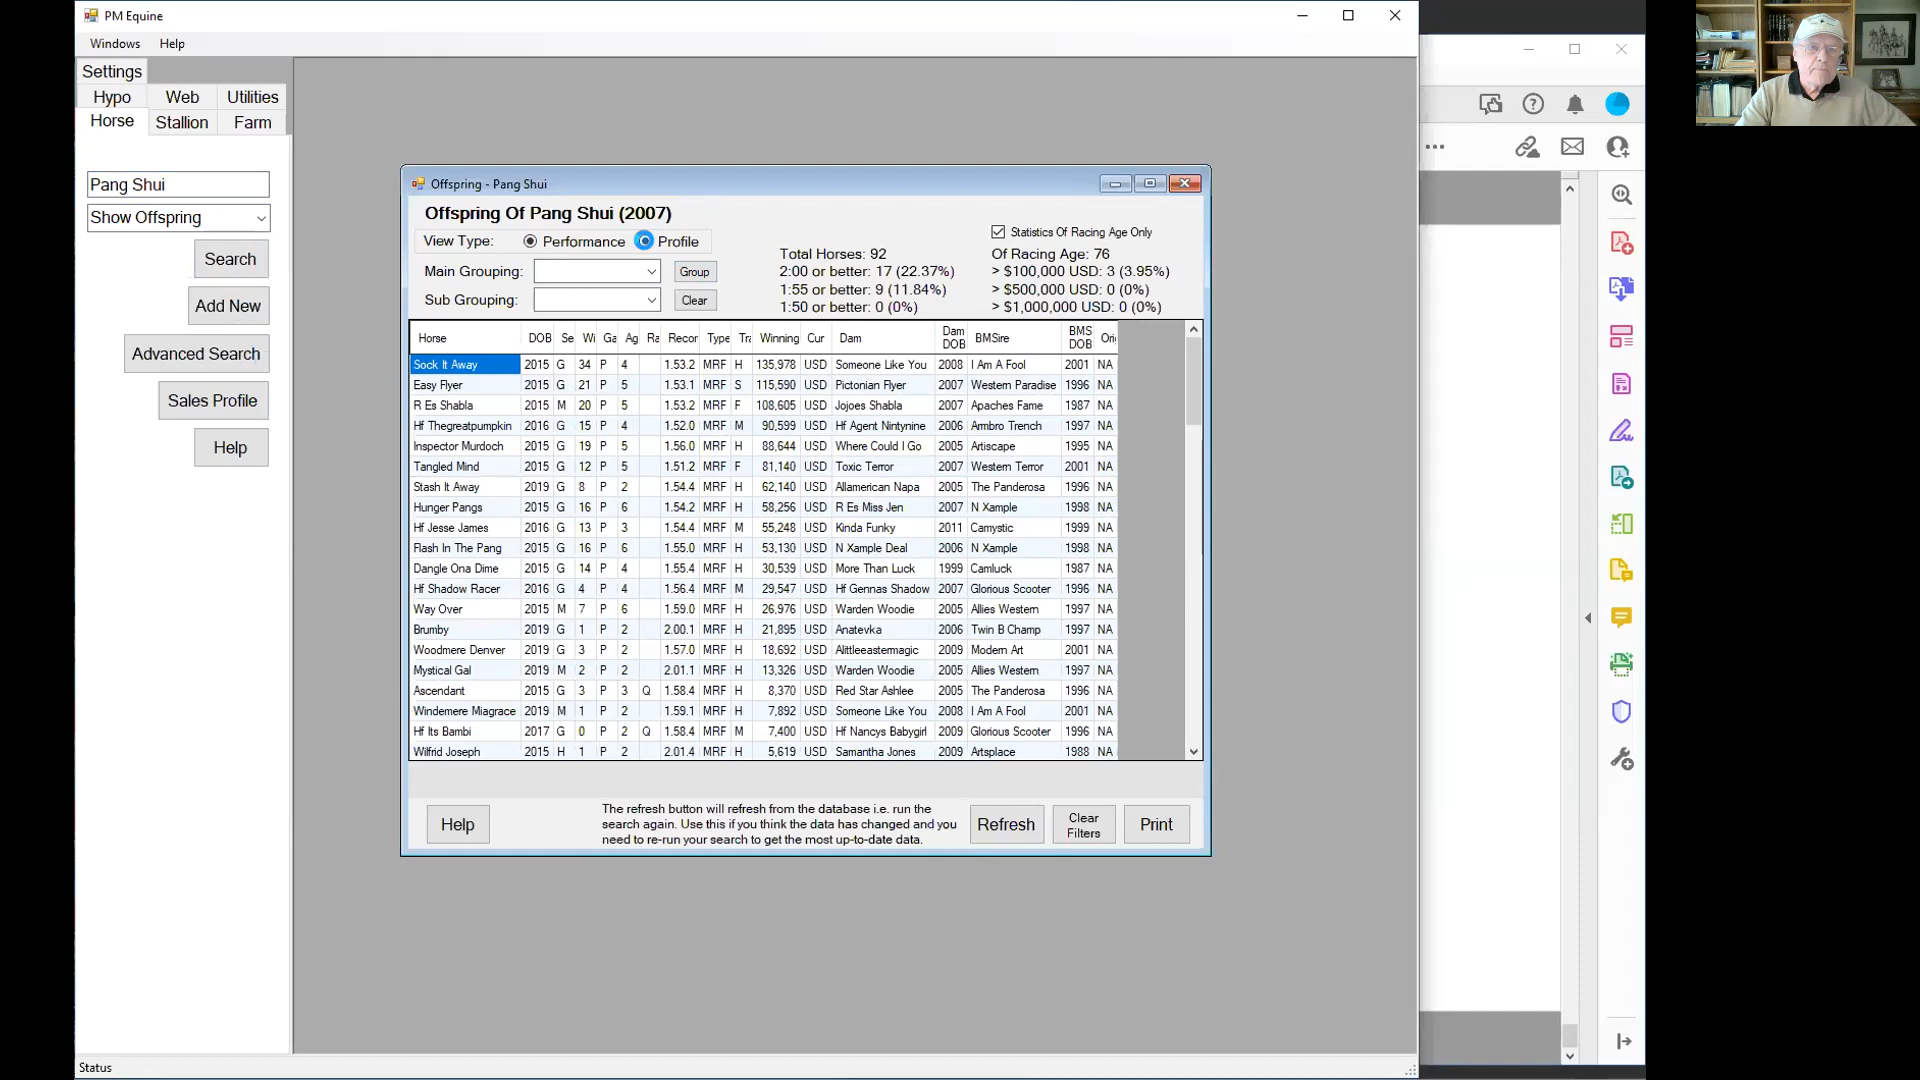 PM Equine
Windows Help
Settings
Hypo Web Utilities
Horse Stallion Farm
Pang Shui
Show Offspring
Search
Add New
Advanced Search
Sales Profile
Help
Offspring - Pang Shui
Offspring Of Pang Shui (2007)
View Type: Performance Profile
Main Grouping: Group
Sub Grouping: Clear
Total Horses: 92
2:00 or better: 17 (22.37%)
1:55 or better: 9 (11.84%)
1:50 or better: 0 (0%)
Statistics Of Racing Age Only
Of Racing Age: 76
> $100,000 USD: 3 (3.95%)
> $500,000 USD: 0 (0%)
> $1,000,000 USD: 0 (0%)
Horse DOB Se Wi Ga Ag Ra Recor Type Tra Winning Cur Dam Dam DOB BMSire BMS DOB Ori
Sock It Away 2015 G 34 P 4 1.53.2 MRF H 135,978 USD Someone Like You 2008 I Am A Fool 2001 NA
Easy Flyer 2015 G 21 P 5 1.53.1 MRF S 115,590 USD Pictonian Flyer 2007 Western Paradise 1996 NA
R Es Shabla 2015 M 20 P 5 1.53.2 MRF F 108,605 USD Jojoes Shabla 2007 Apaches Fame 1987 NA
Hf Thegreatpumpkin 2016 G 15 P 4 1.52.0 MRF M 90,599 USD Hf Agent Nintynine 2006 Armbro Trench 1997 NA
Inspector Murdoch 2015 G 19 P 5 1.56.0 MRF H 88,644 USD Where Could I Go 2005 Artiscape 1995 NA
Tangled Mind 2015 G 12 P 5 1.51.2 MRF F 81,140 USD Toxic Terror 2007 Western Terror 2001 NA
Stash It Away 2019 G 8 P 2 1.54.4 MRF H 62,140 USD Allamerican Napa 2005 The Panderosa 1996 NA
Hunger Pangs 2015 G 16 P 6 1.54.2 MRF H 58,256 USD R Es Miss Jen 2007 N Xample 1998 NA
Hf Jesse James 2016 G 13 P 3 1.54.4 MRF M 55,248 USD Kinda Funky 2011 Camystic 1999 NA
Flash In The Pang 2015 G 16 P 6 1.55.0 MRF H 53,130 USD N Xample Deal 2006 N Xample 1998 NA
Dangle Ona Dime 2015 G 14 P 4 1.55.4 MRF H 30,539 USD More Than Luck 1999 Camluck 1987 NA
Hf Shadow Racer 2016 G 4 P 4 1.56.4 MRF M 29,547 USD Hf Gennas Shadow 2007 Glorious Scooter 1996 NA
Way Over 2015 M 7 P 6 1.59.0 MRF H 26,976 USD Warden Woodie 2005 Allies Western 1997 NA
Brumby 2019 G 1 P 2 2.00.1 MRF H 21,895 USD Anatevka 2006 Twin B Champ 1997 NA
Woodmere Denver 2019 G 3 P 2 1.57.0 MRF H 18,692 USD Alittleeastermagic 2009 Modern Art 2001 NA
Mystical Gal 2019 M 2 P 2 2.01.1 MRF H 13,326 USD Warden Woodie 2005 Allies Western 1997 NA
Ascendant 2015 G 3 P 3 Q 1.58.4 MRF H 8,370 USD Red Star Ashlee 2005 The Panderosa 1996 NA
Windemere Miagrace 2019 M 1 P 2 1.59.1 MRF H 7,892 USD Someone Like You 2008 I Am A Fool 2001 NA
Hf Its Bambi 2017 G 0 P 2 Q 1.58.4 MRF M 7,400 USD Hf Nancys Babygirl 2009 Glorious Scooter 1996 NA
Wilfrid Joseph 2015 H 1 P 2 2.01.4 MRF H 5,619 USD Samantha Jones 2009 Artsplace 1988 NA
Help
The refresh button will refresh from the database i.e. run the
search again. Use this if you think the data has changed and you
need to re-run your search to get the most up-to-date data.
Refresh
Clear
Filters
Print
Status